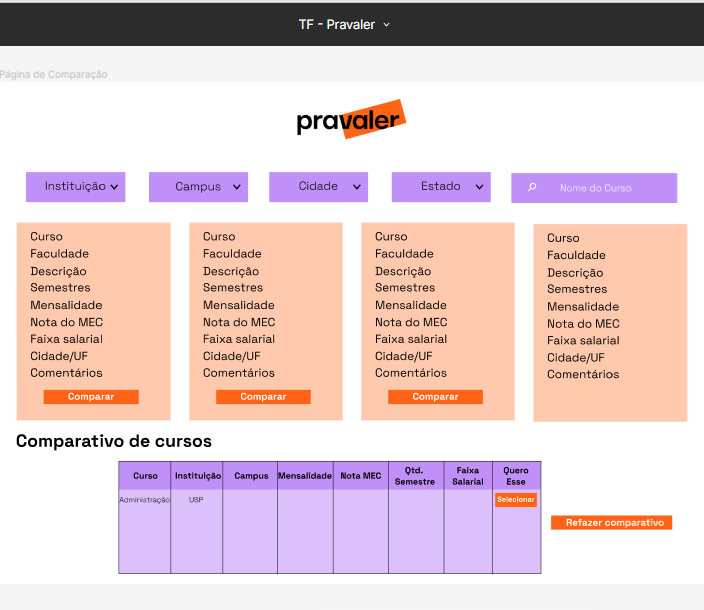 TF - Pravaler
Página de Comparação
pravaler
Instituição
Campus
Cidade
Estado
Nome do Curso
Curso
Faculdade
Descrição
Semestres
Mensalidade
Nota do MEC
Faixa salarial
Cidade/UF
Comentários
Comparar
Curso
Faculdade
Descrição
Semestres
Mensalidade
Nota do MEC
Faixa salarial
Cidade/UF
Comentários
Comparar
Curso
Faculdade
Descrição
Semestres
Mensalidade
Nota do MEC
Faixa salarial
Cidade/UF
Comentários
Comparar
Curso
Faculdade
Descrição
Semestres
Mensalidade
Nota do MEC
Faixa salarial
Cidade/UF
Comentários
Comparativo de cursos
Curso
Instituição
Campus
Mensalidade
Nota MEC
Qtd.
Semestre
Faixa
Salarial
Quero
Esse
Administração
USP
Selecionar
Refazer comparativo